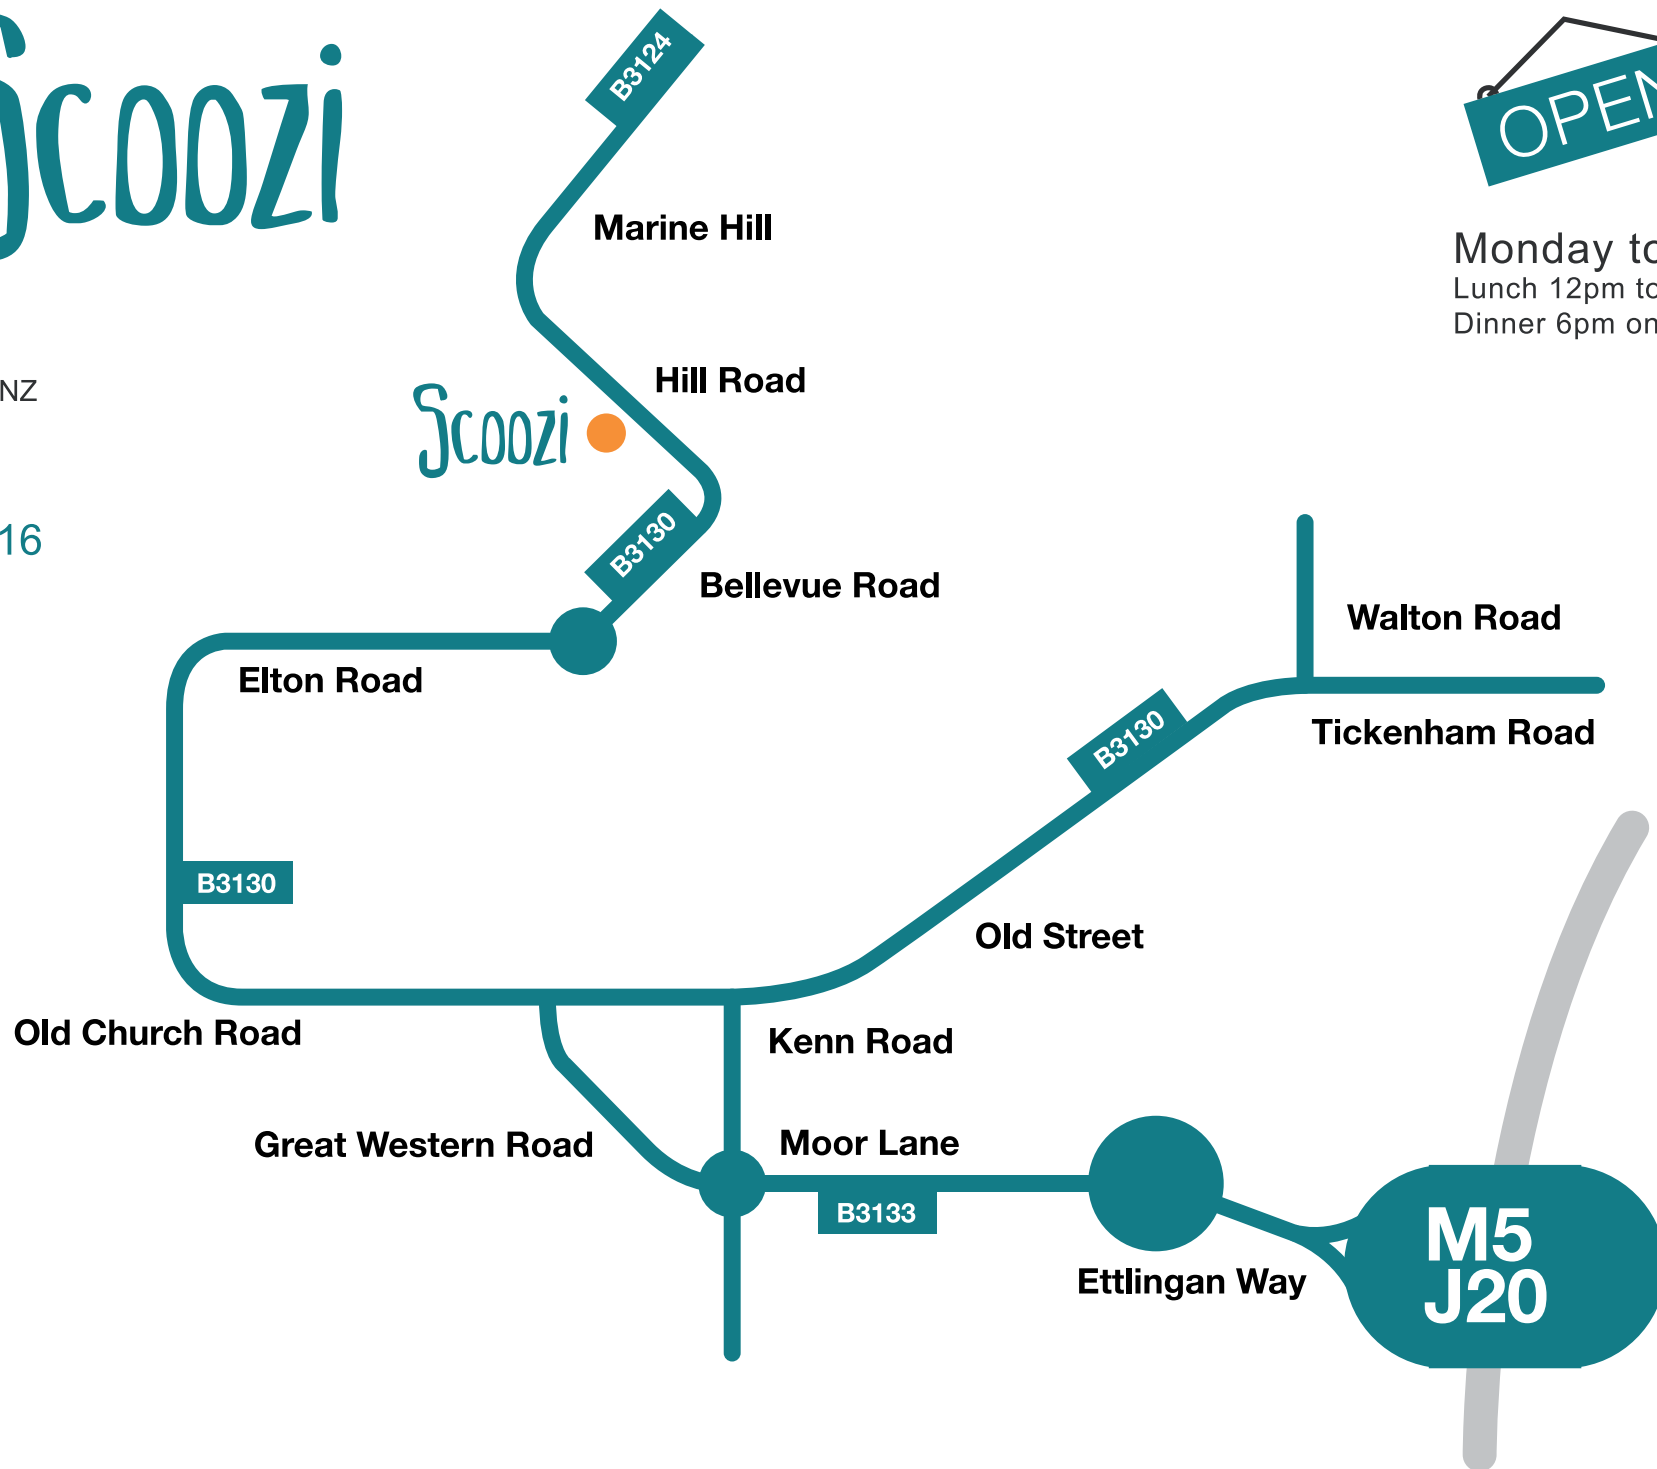 Scoozi
B3124
OPEN
Marine Hill
Monday to
Lunch 12pm to
Dinner 6pm on
NZ
Hill Road
Scoozi
16
B3130
Bellevue Road
Walton Road
Elton Road
B3130
Tickenham Road
B3130
Old Street
Old Church Road
Kenn Road
Great Western Road
Moor Lane
B3133
M5
J20
Ettlingan Way